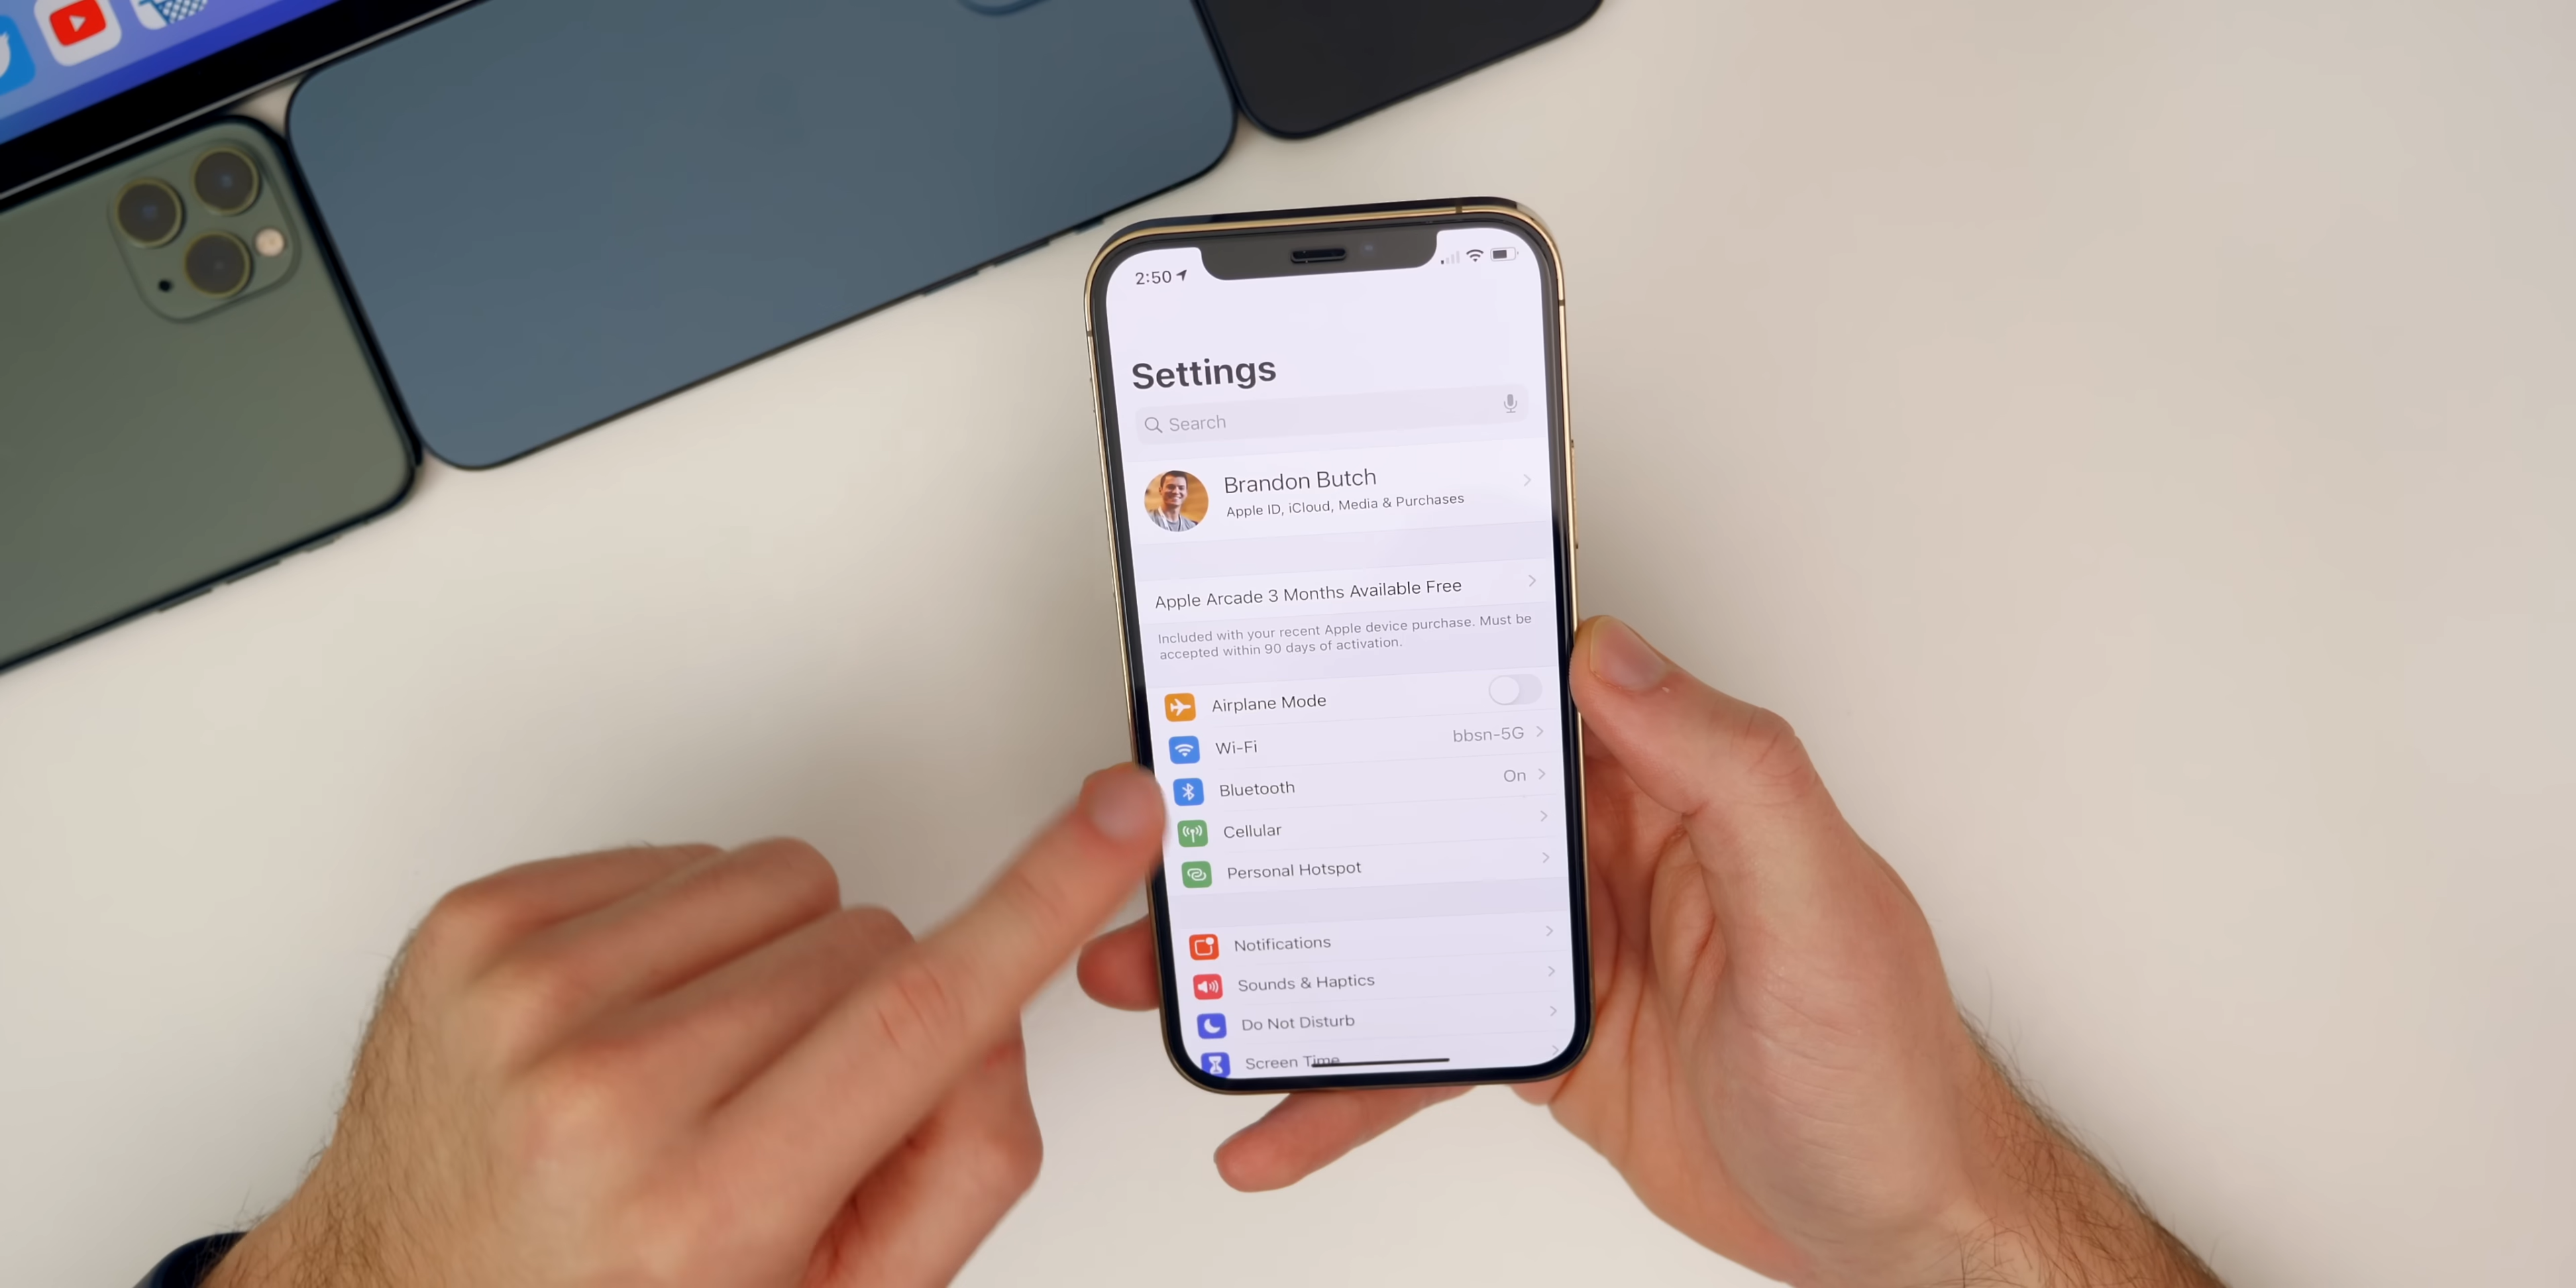 2:50
Settings
Search
Brandon Butch
Apple ID, iCloud, Media & Purchases
Apple Arcade 3 Months Available Free
Included with your recent Apple device purchase. Must be
accepted within 90 days of activation.
Airplane Mode
Wi-Fi bbsn-5G
Bluetooth On
Cellular
Personal Hotspot
Notifications
Sounds & Haptics
Do Not Disturb
Screen Time